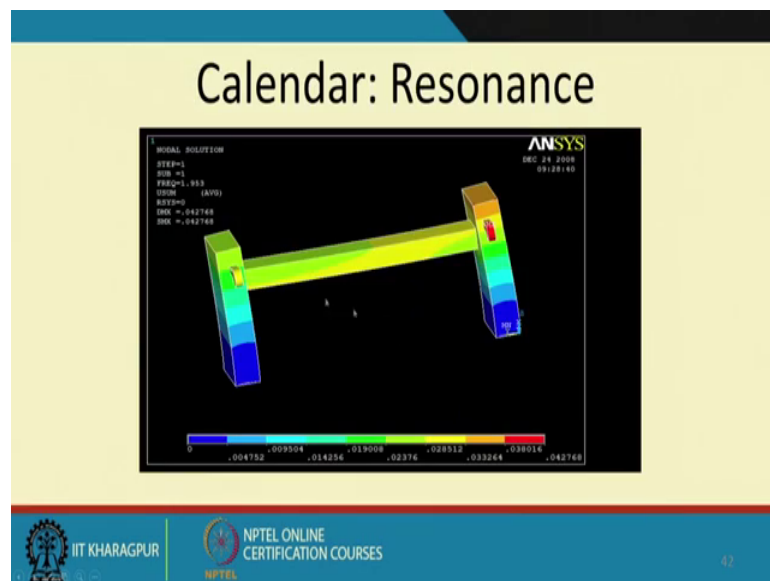 Calendar: Resonance
1
NODAL SOLUTION
STEP=1
SUB =1
FREQ=1.953
USUM (AVG)
RSYS=0
DMX =.042768
SMX =.042768
ANSYS
DEC 24 2008
09:28:40
0 .009504 .019008 .028512 .038016
.004752 .014256 .02376 .033264 .042768
IIT KHARAGPUR
NPTEL
NPTEL ONLINE
CERTIFICATION COURSES
42